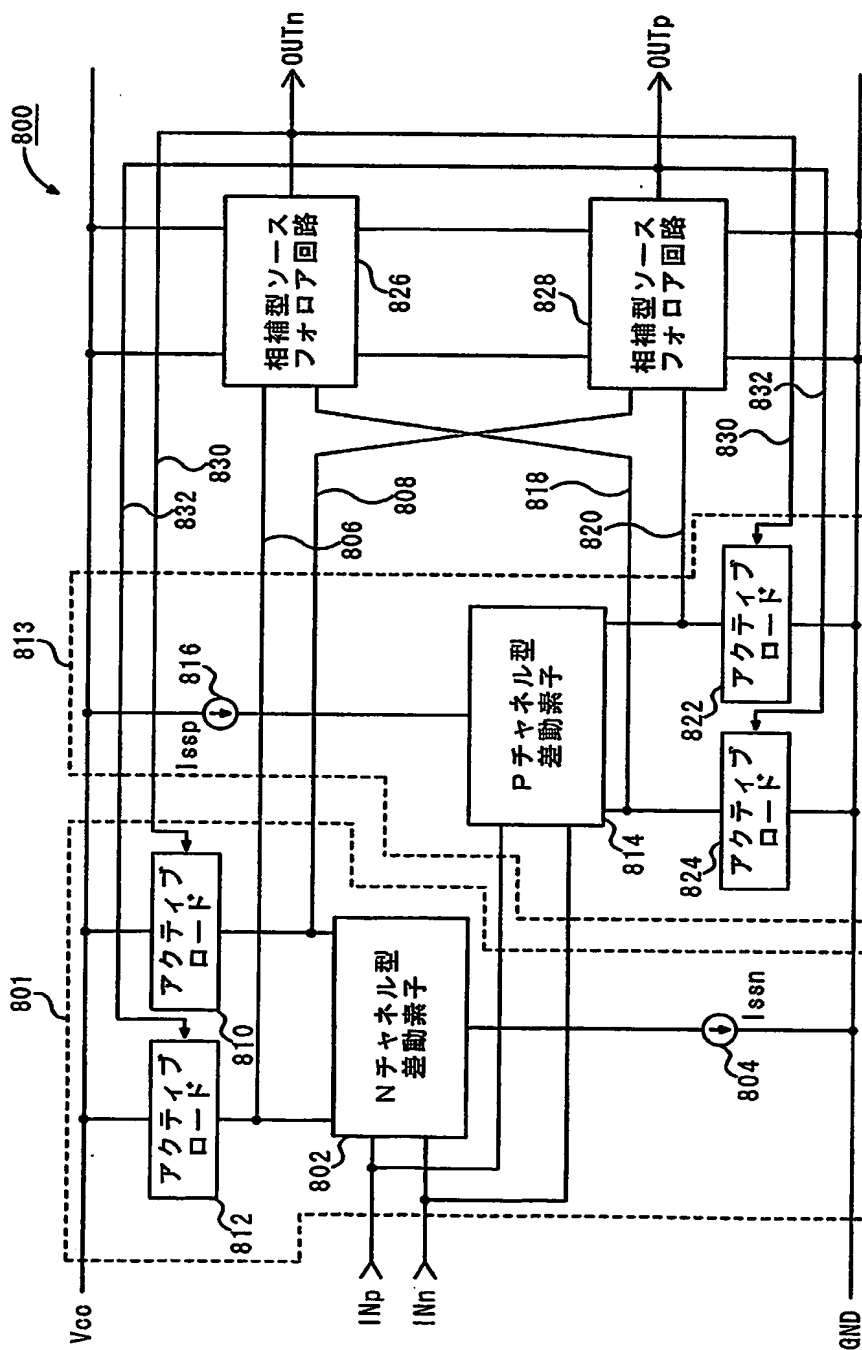 800
Vcc
832
830
801
813
アクティブ
ロード
812
アクティブ
ロード
810
Issp
816
806
808
相補型ソース
フォロア回路
826
OUTn
INp
INn
802
Nチャネル型
差動素子
Pチャネル型
差動素子
814
818
820
相補型ソース
フォロア回路
828
OUTp
804
Issn
アクティブ
ロード
824
アクティブ
ロード
822
830
832
GND